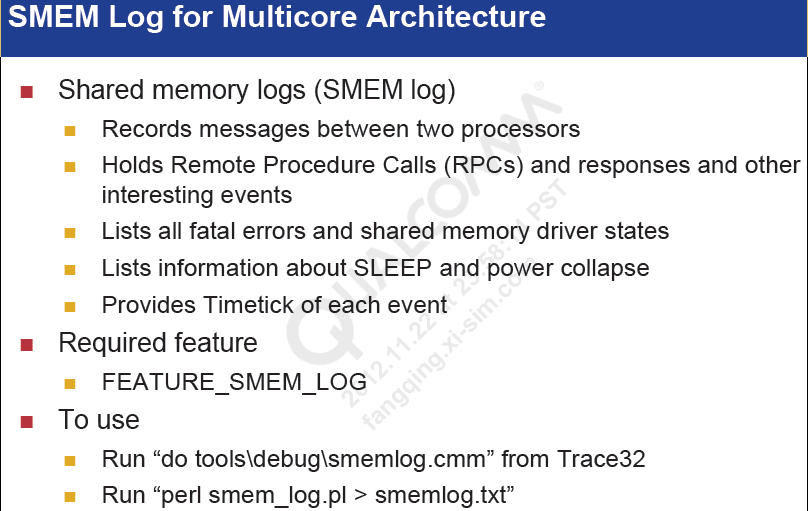 SMEM Log for Multicore Architecture
Shared memory logs (SMEM log)
Records messages between two processors
Holds Remote Procedure Calls (RPCs) and responses and other
interesting events
Lists all fatal errors and shared memory driver states
Lists information about SLEEP and power collapse
Provides Timetick of each event
Required feature
FEATURE_SMEM_LOG
To use
Run “do tools\debug\smemlog.cmm” from Trace32
Run “perl smem_log.pl > smemlog.txt”
QUALCOMM®
2012.11.22 at PST
fangqing.xi-sim.com